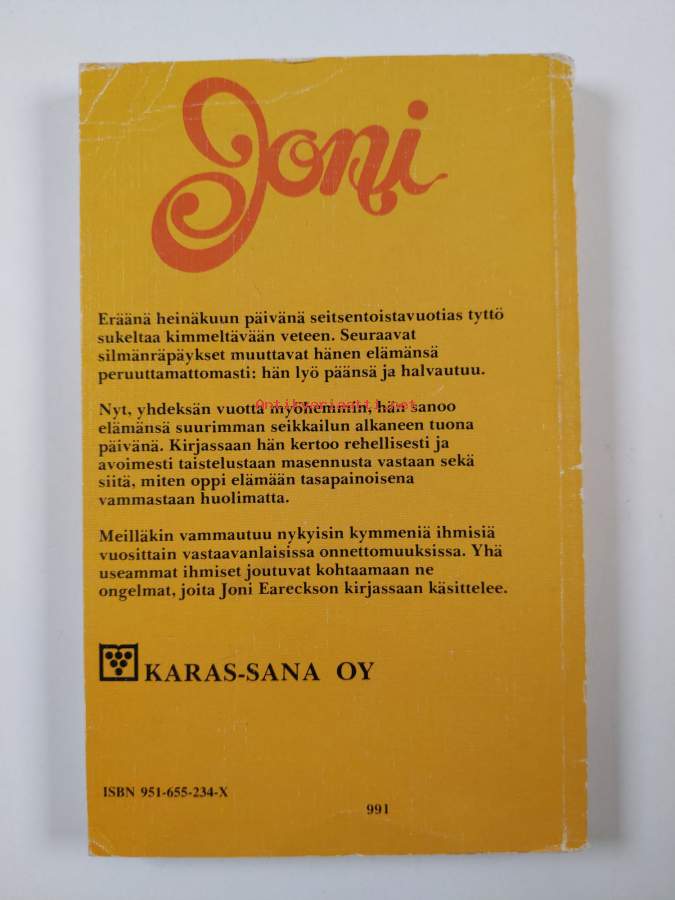 Joni
Eräänä heinäkuun päivänä seitsentoistavuotias tyttö
sukeltaa kimmeltävään veteen. Seuraavat
silmänräpäykset muuttavat hänen elämänsä
peruuttamattomasti: hän lyö päänsä ja halvautuu.
Antikvariaatti.net
Nyt, yhdeksän vuotta myöhemmin, hän sanoo
elämänsä suurimman seikkailun alkaneen tuona
päivänä. Kirjassaan hän kertoo rehellisesti ja
avoimesti taistelustaan masennusta vastaan sekä
siitä, miten oppi elämään tasapainoisena
vammastaan huolimatta.
Meilläkin vammautuu nykyisin kymmeniä ihmisiä
vuosittain vastaavanlaisissa onnettomuuksissa. Yhä
useammat ihmiset joutuvat kohtaamaan ne
ongelmat, joita Joni Eareckson kirjassaan käsittelee.
KARAS-SANA OY
ISBN 951-655-234-X
991